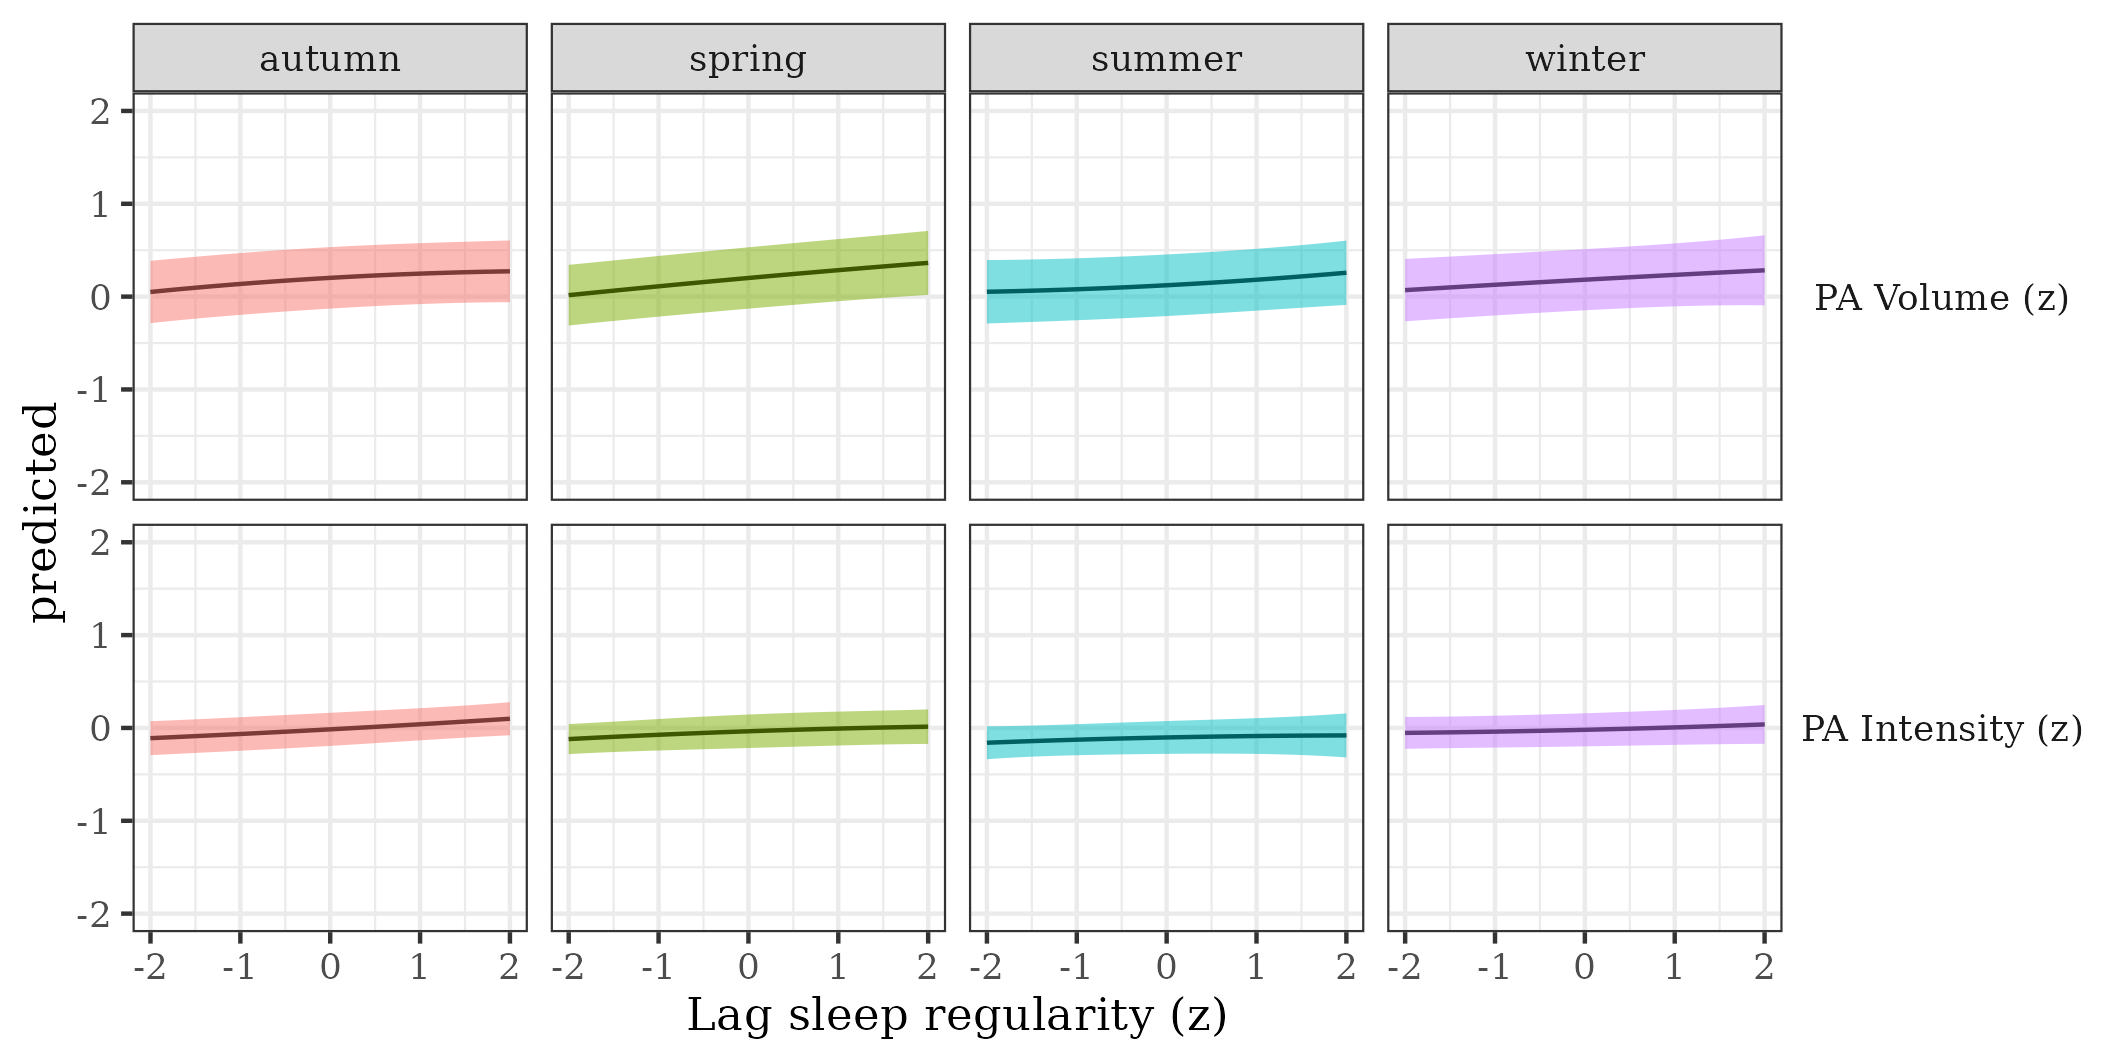 autumn spring summer winter
2
1
0
-1
-2
PA Volume (z)
predicted
2
1
0
-1
-2
PA Intensity (z)
-2 -1 0 1 2 -2 -1 0 1 2 -2 -1 0 1 2 -2 -1 0 1 2
Lag sleep regularity (z)